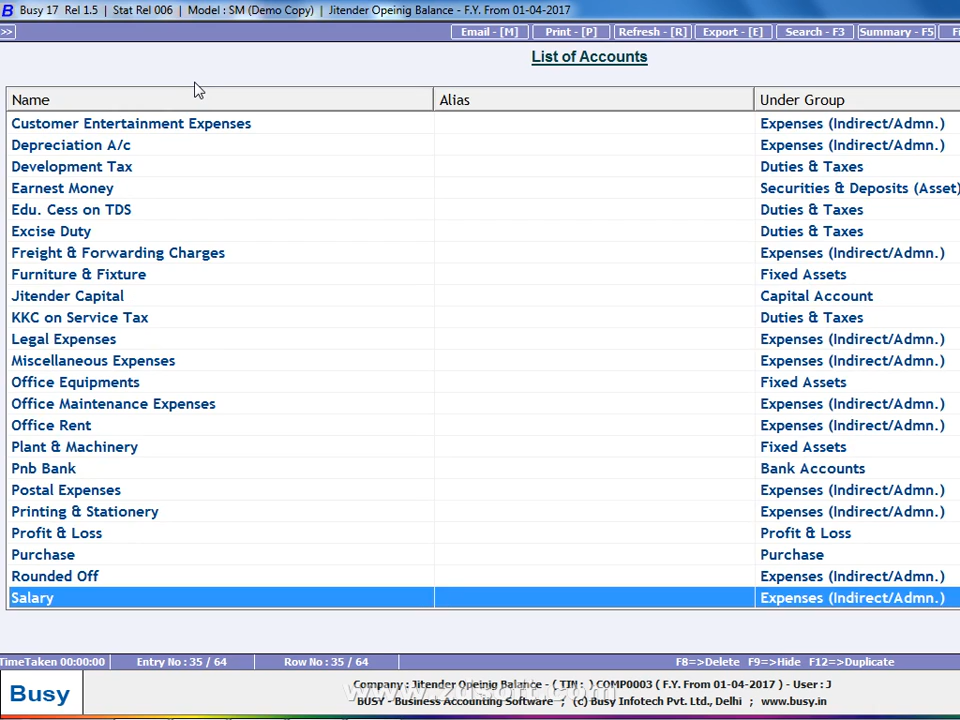 Busy 17 Rel 1.5 | Stat Rel 006 | Model : SM (Demo Copy) | Jitender Opeinig Balance - F.Y. From 01-04-2017
>> Email - [M] Print - [P] Refresh - [R] Export - [E] Search - F3 Summary - F5 Fi
List of Accounts
Name Alias Under Group
Customer Entertainment Expenses Expenses (Indirect/Admn.)
Depreciation A/c Expenses (Indirect/Admn.)
Development Tax Duties & Taxes
Earnest Money Securities & Deposits (Asset)
Edu. Cess on TDS Duties & Taxes
Excise Duty Duties & Taxes
Freight & Forwarding Charges Expenses (Indirect/Admn.)
Furniture & Fixture Fixed Assets
Jitender Capital Capital Account
KKC on Service Tax Duties & Taxes
Legal Expenses Expenses (Indirect/Admn.)
Miscellaneous Expenses Expenses (Indirect/Admn.)
Office Equipments Fixed Assets
Office Maintenance Expenses Expenses (Indirect/Admn.)
Office Rent Expenses (Indirect/Admn.)
Plant & Machinery Fixed Assets
Pnb Bank Bank Accounts
Postal Expenses Expenses (Indirect/Admn.)
Printing & Stationery Expenses (Indirect/Admn.)
Profit & Loss Profit & Loss
Purchase Purchase
Rounded Off Expenses (Indirect/Admn.)
Salary Expenses (Indirect/Admn.)
TimeTaken 00:00:00 Entry No : 35 / 64 Row No : 35 / 64 F8=>Delete F9=>Hide F12=>Duplicate
Busy
Company : Jitender Opeinig Balance - ( TIN : ) COMP0003 ( F.Y. From 01-04-2017 ) - User : J
www.zdsoft.com
BUSY - Business Accounting Software ; (c) Busy Infotech Pvt. Ltd., Delhi ; www.busy.in